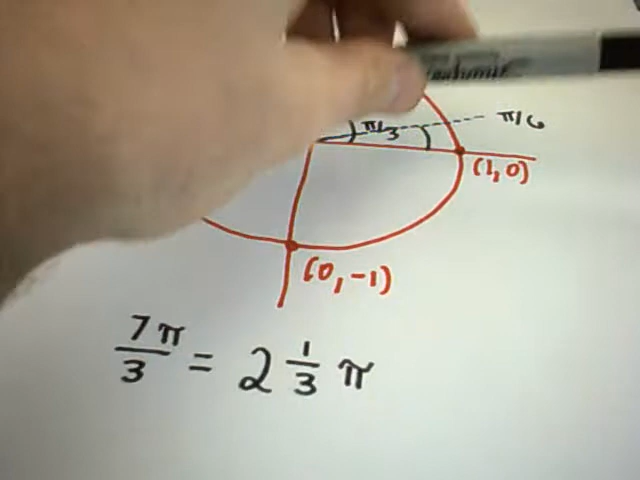 π/3
π/6
(1,0)
(0,-1)
7π/3 = 2 1/3 π